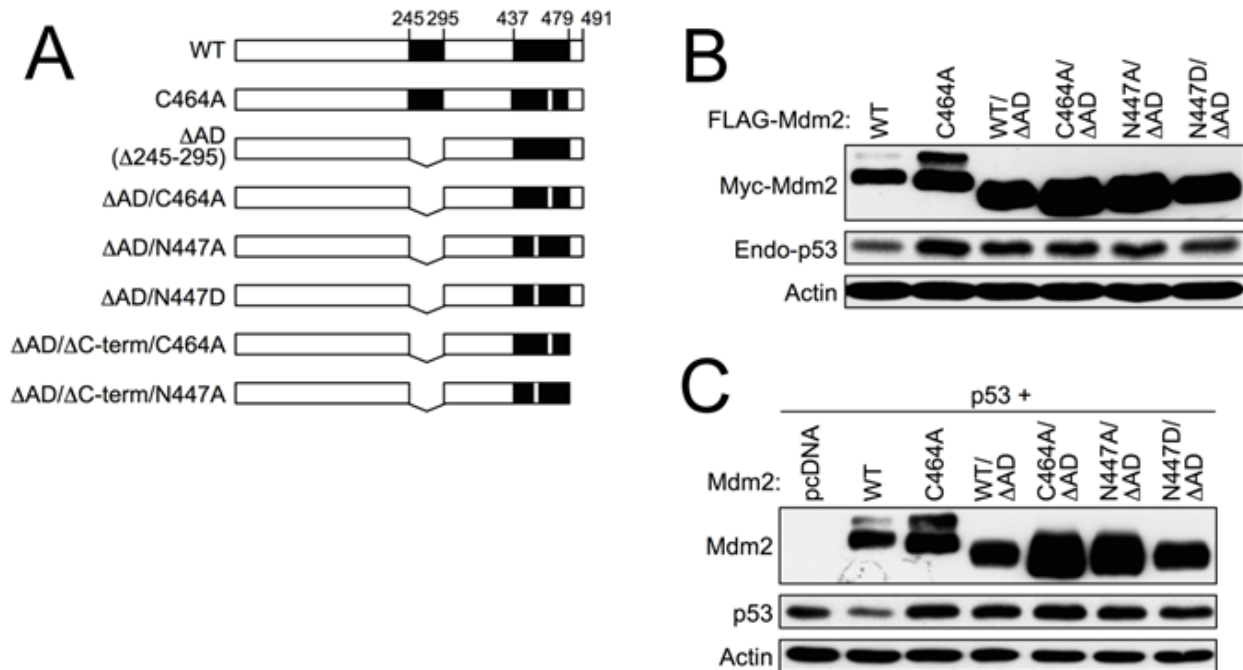 A
245 295 437 479 491
WT
C464A
ΔAD
(Δ245-295)
ΔAD/C464A
ΔAD/N447A
ΔAD/N447D
ΔAD/ΔC-term/C464A
ΔAD/ΔC-term/N447A
B
FLAG-Mdm2: WT C464A WT/ΔAD C464A/ΔAD N447A/ΔAD N447D/ΔAD
Myc-Mdm2
Endo-p53
Actin
C
p53 +
Mdm2: pcDNA WT C464A WT/ΔAD C464A/ΔAD N447A/ΔAD N447D/ΔAD
Mdm2
p53
Actin